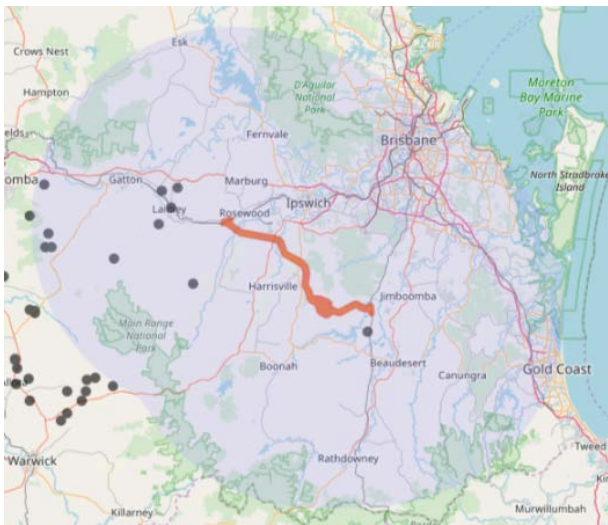 Esk
Crows Nest
D'Aguilar
National
Park
Moreton
Bay Marine
Park
Hampton
Fernvale
Brisbane
North Stradbroke
Island
Gatton
Marburg
Laidley
Ipswich
Rosewood
Harrisville
Jimboomba
Main Range
National
Park
Boonah
Beaudesert
Canungra
Gold Coast
Warwick
Rathdowney
Tweed
Killarney
Murwillumbah